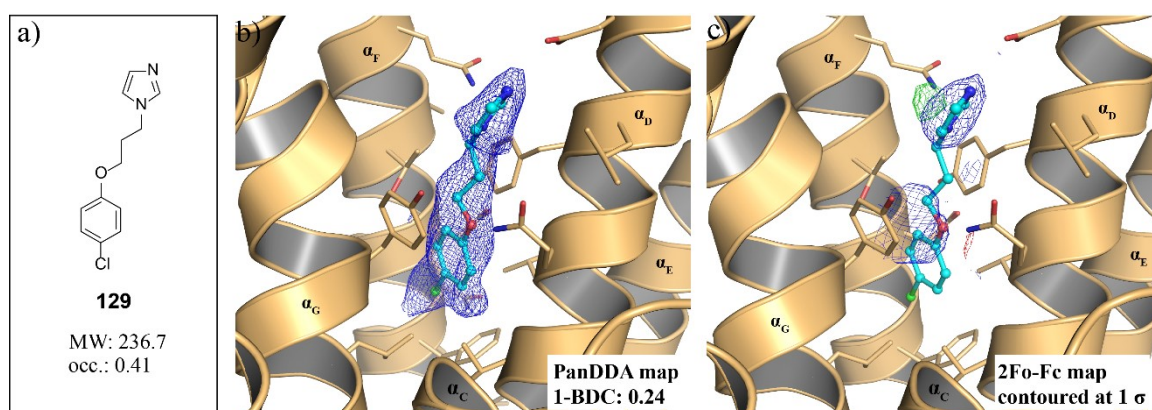 a)
N
N
O
Cl
129
MW: 236.7
occ.: 0.41
b)
αF
αD
αE
αG
αC
PanDDA map
1-BDC: 0.24
c)
αF
αD
αE
αG
αC
2Fo-Fc map
contoured at 1 σ